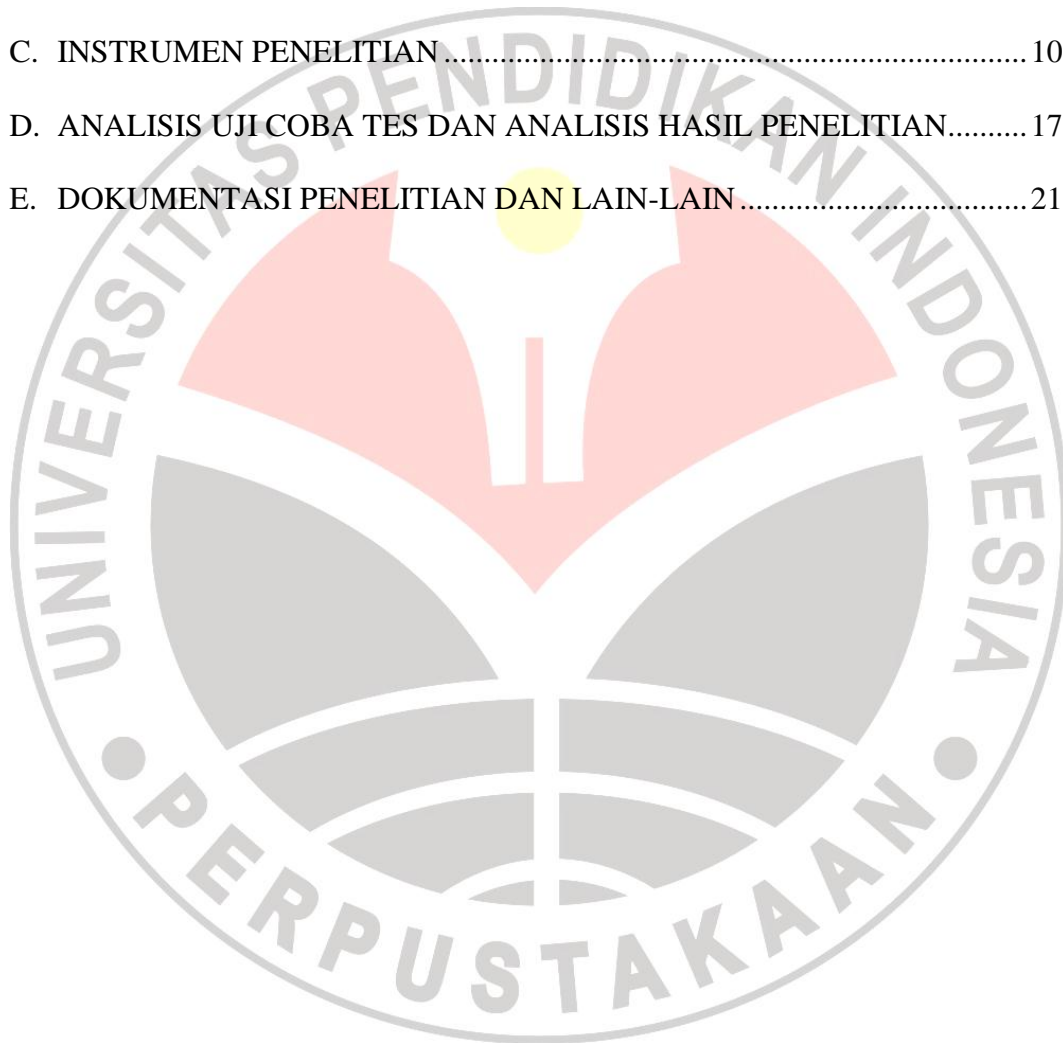 C. INSTRUMEN PENELITIAN ............................................................. 10
D. ANALISIS UJI COBA TES DAN ANALISIS HASIL PENELITIAN.......... 17
E. DOKUMENTASI PENELITIAN DAN LAIN-LAIN ................................ 21
UNIVERSITAS PENDIDIKAN INDONESIA
PERPUSTAKAAN